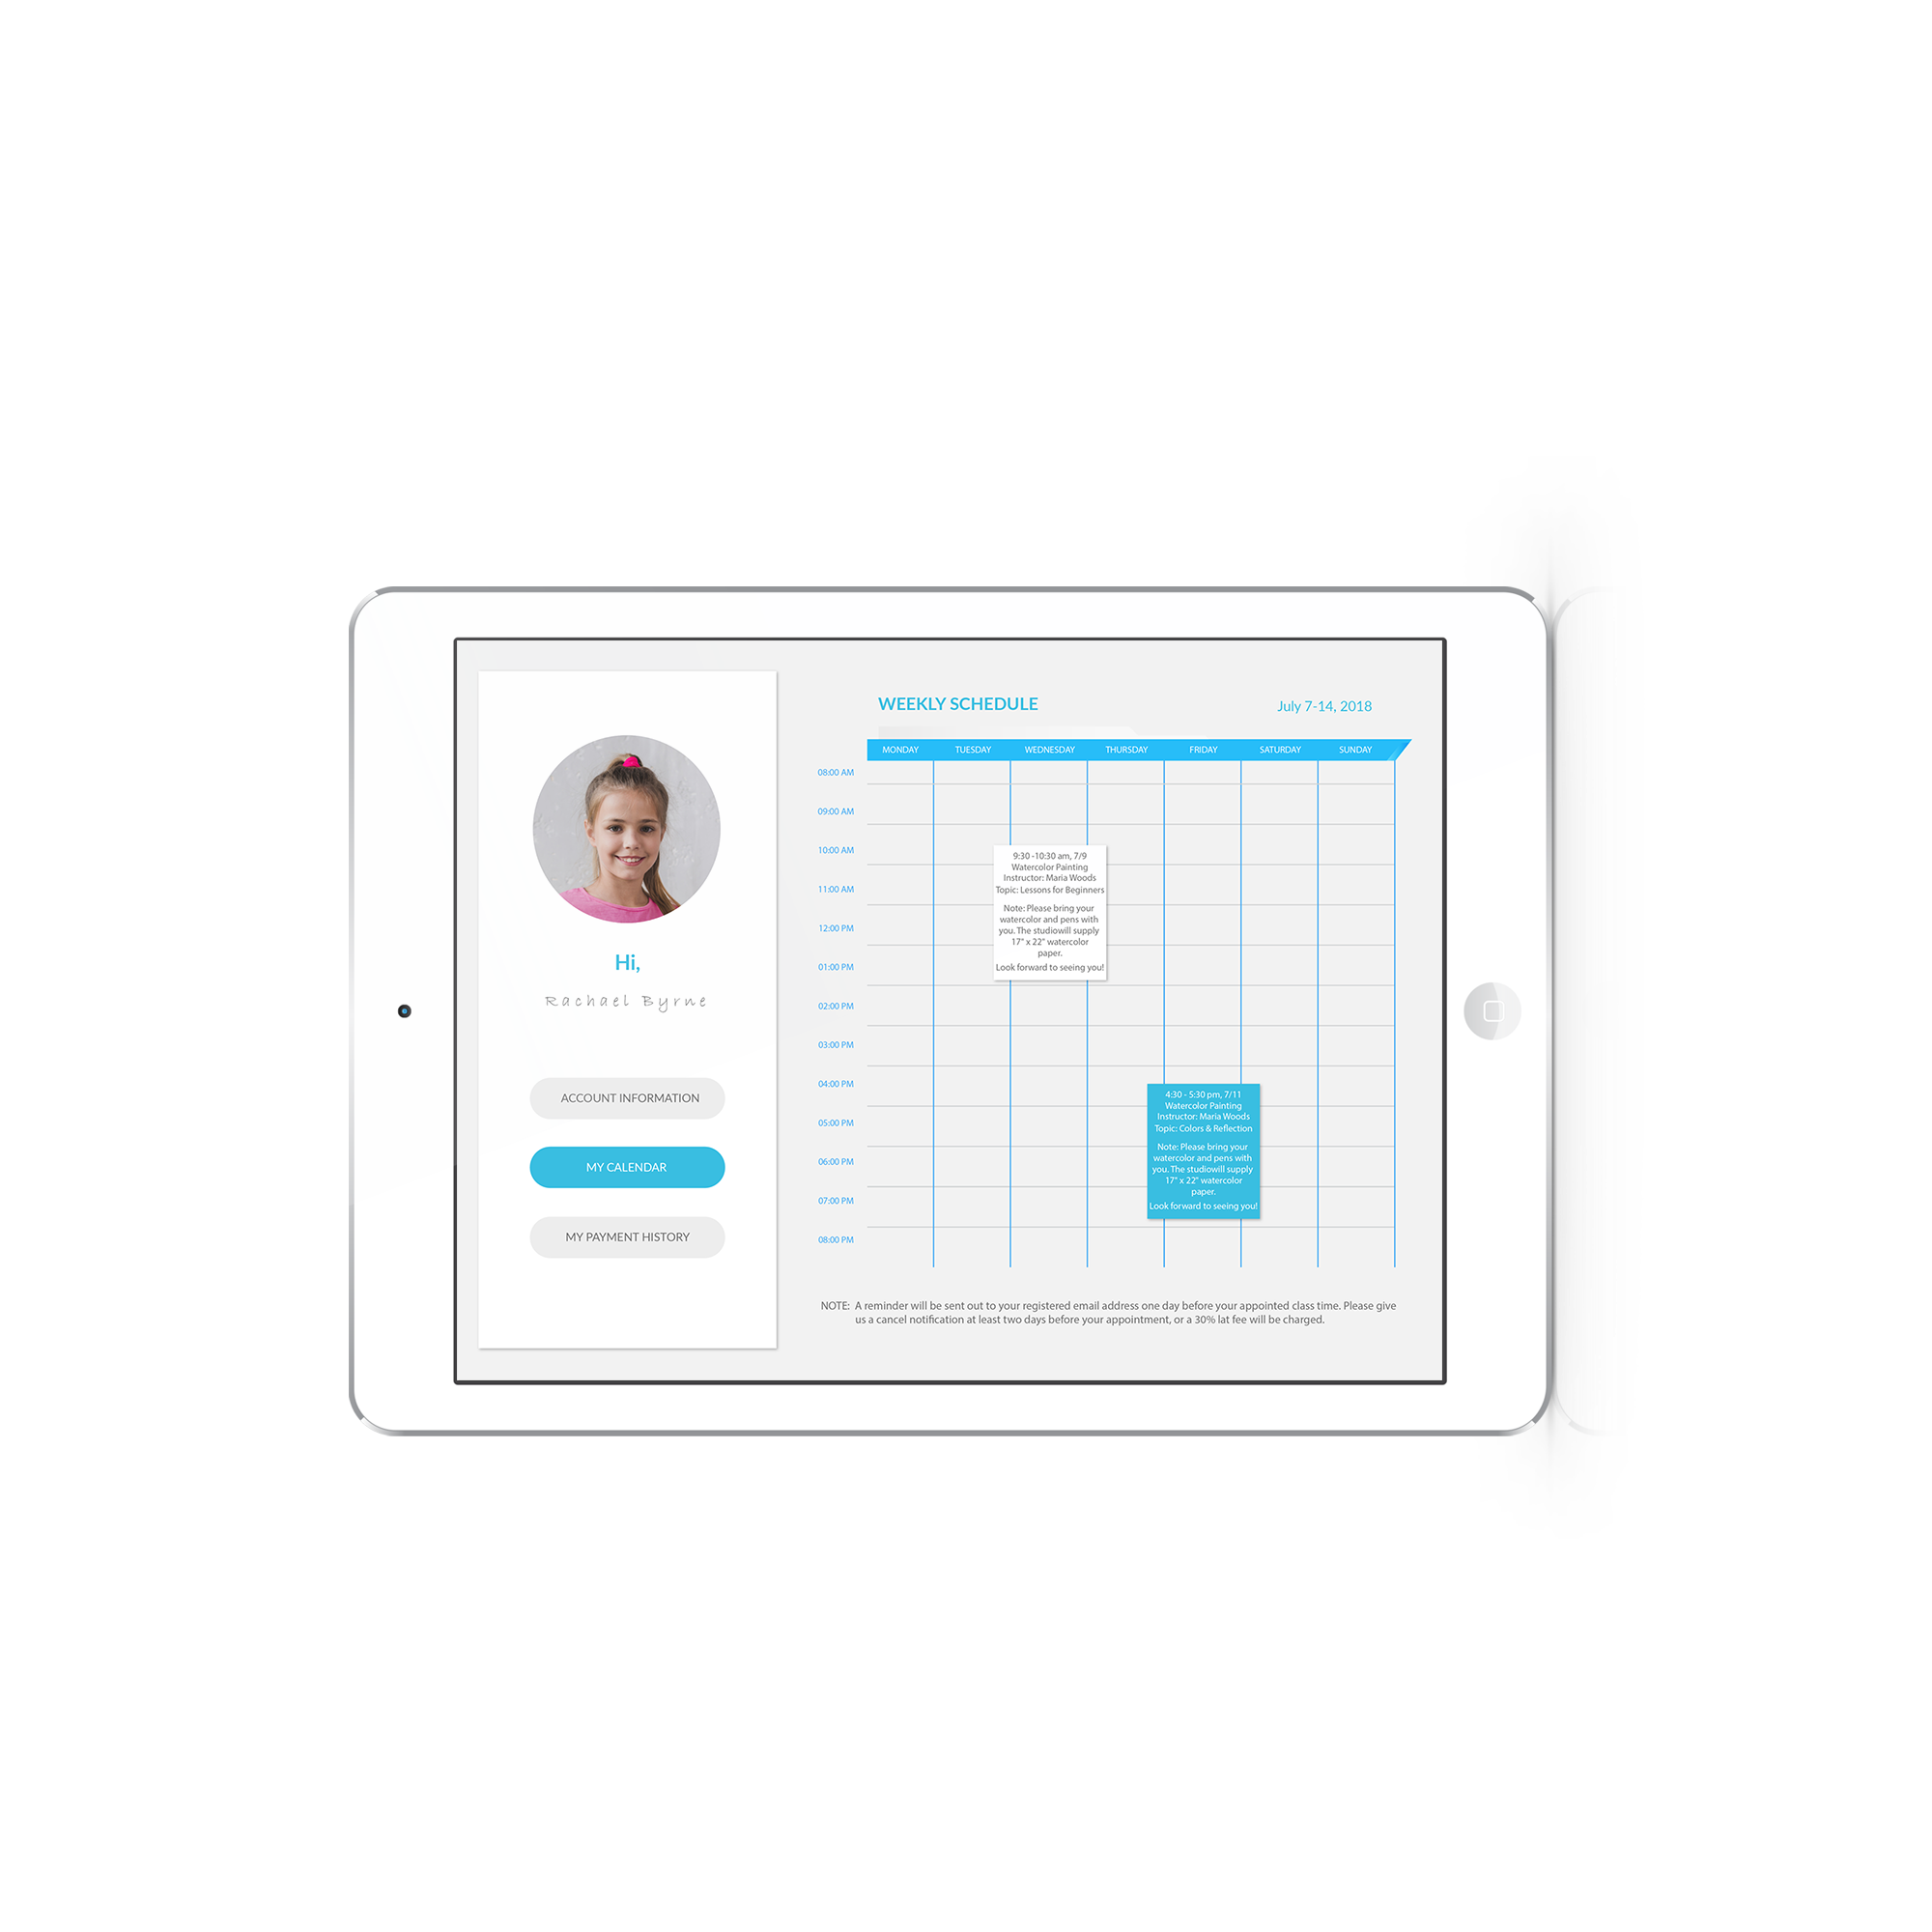 Hi,
Rachael Byrne
ACCOUNT INFORMATION
MY CALENDAR
MY PAYMENT HISTORY
WEEKLY SCHEDULE
July 7-14, 2018
MONDAY TUESDAY WEDNESDAY THURSDAY FRIDAY SATURDAY SUNDAY
08:00 AM
09:00 AM
10:00 AM
11:00 AM
12:00 PM
01:00 PM
02:00 PM
03:00 PM
04:00 PM
05:00 PM
06:00 PM
07:00 PM
08:00 PM
9:30 -10:30 am, 7/9
Watercolor Painting
Instructor: Maria Woods
Topic: Lessons for Beginners
Note: Please bring your
watercolor and pens with
you. The studiowill supply
17" x 22" watercolor
paper.
Look forward to seeing you!
4:30 - 5:30 pm, 7/11
Watercolor Painting
Instructor: Maria Woods
Topic: Colors & Reflection
Note: Please bring your
watercolor and pens with
you. The studiowill supply
17" x 22" watercolor
paper.
Look forward to seeing you!
NOTE: A reminder will be sent out to your registered email address one day before your appointed class time. Please give
us a cancel notification at least two days before your appointment, or a 30% lat fee will be charged.